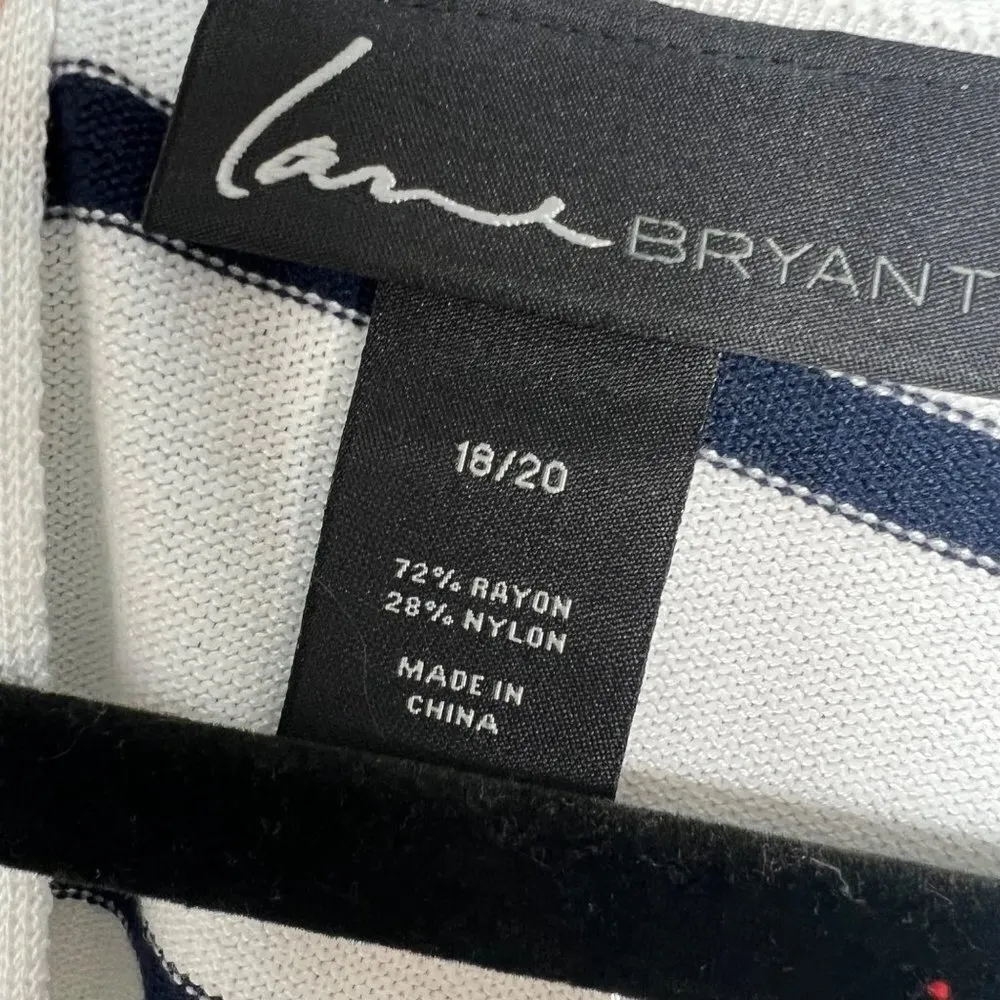 lane BRYANT
18/20
72% RAYON
28% NYLON
MADE IN
CHINA